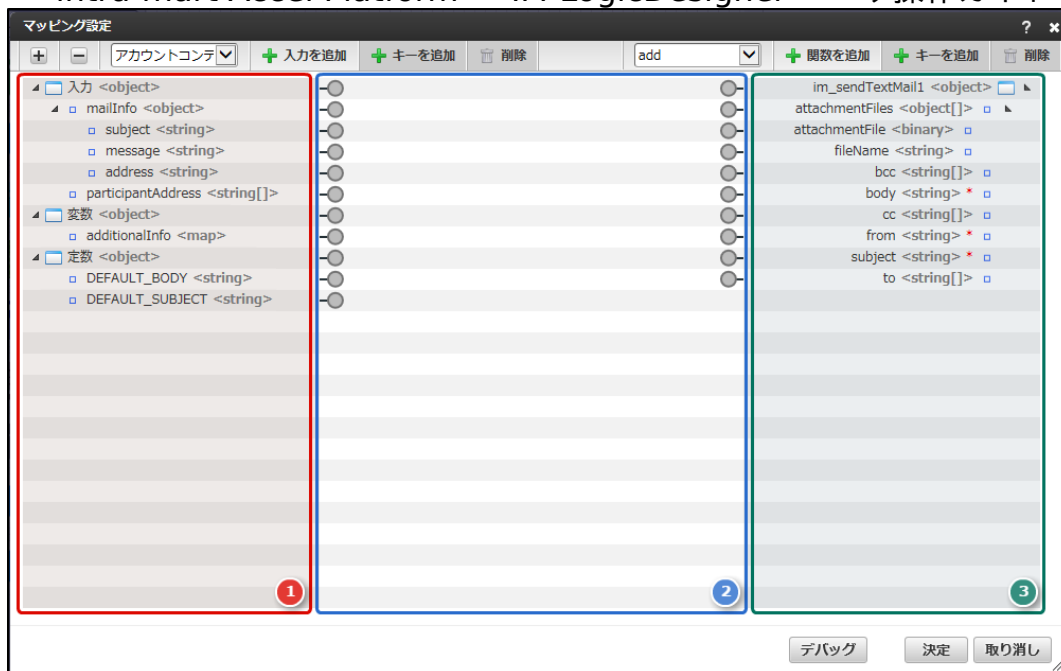 マッピング設定 ? ×
アカウントコンテ 入力を追加 キーを追加 削除 add 関数を追加 キーを追加 削除
入力 <object> im_sendTextMail1 <object>
mailInfo <object> attachmentFiles <object[]>
subject <string> attachmentFile <binary>
message <string> fileName <string>
address <string> bcc <string[]>
participantAddress <string[]> body <string> *
変数 <object> cc <string[]>
additionalInfo <map> from <string> *
定数 <object> subject <string> *
DEFAULT_BODY <string> to <string[]>
DEFAULT_SUBJECT <string>
1 2 3
デバッグ 決定 取り消し